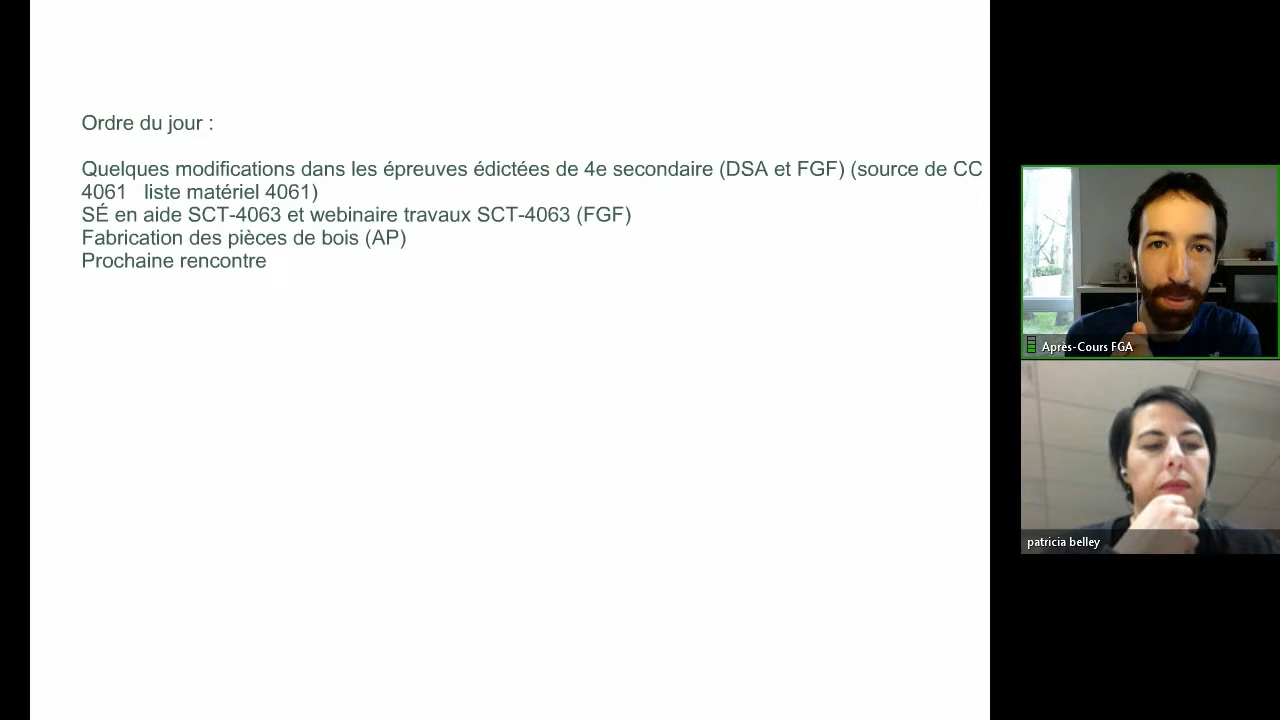 Ordre du jour :
Quelques modifications dans les épreuves édictées de 4e secondaire (DSA et FGF) (source de CC
4061   liste matériel 4061)
SÉ en aide SCT-4063 et webinaire travaux SCT-4063 (FGF)
Fabrication des pièces de bois (AP)
Prochaine rencontre
Après-Cours FGA
patricia belley